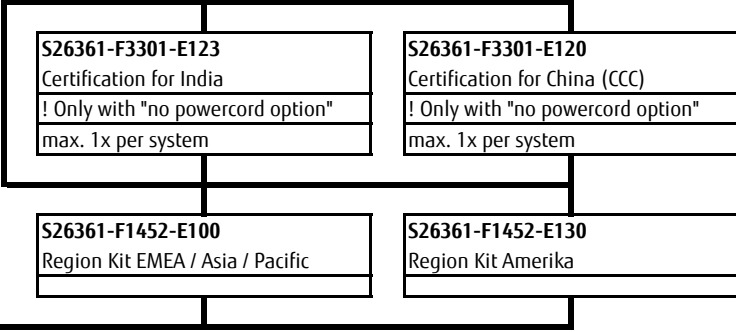 S26361-F3301-E123
Certification for India
! Only with "no powercord option"
max. 1x per system
S26361-F3301-E120
Certification for China (CCC)
! Only with "no powercord option"
max. 1x per system
S26361-F1452-E100
Region Kit EMEA / Asia / Pacific
S26361-F1452-E130
Region Kit Amerika